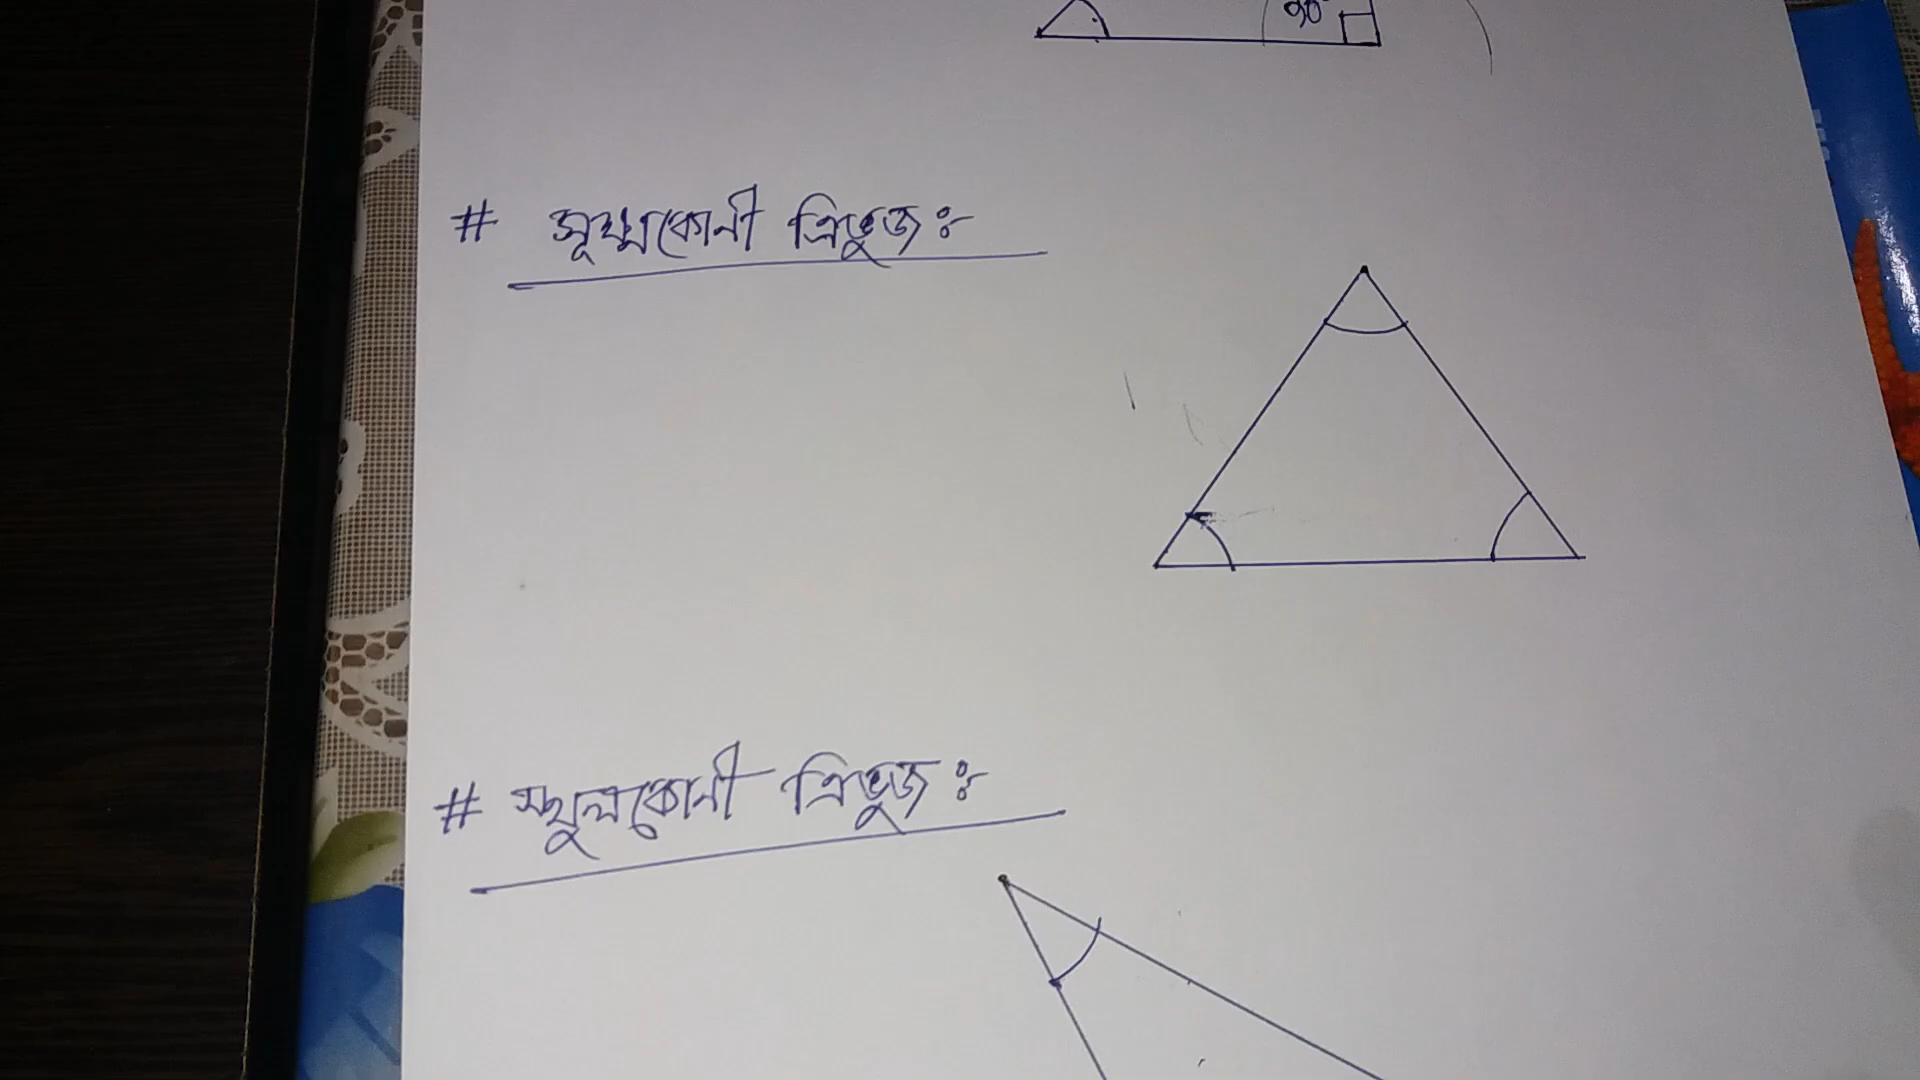 90°
# সূক্ষ্মকোনী ত্রিভুজঃ-
# স্থূলকোনী ত্রিভুজঃ-